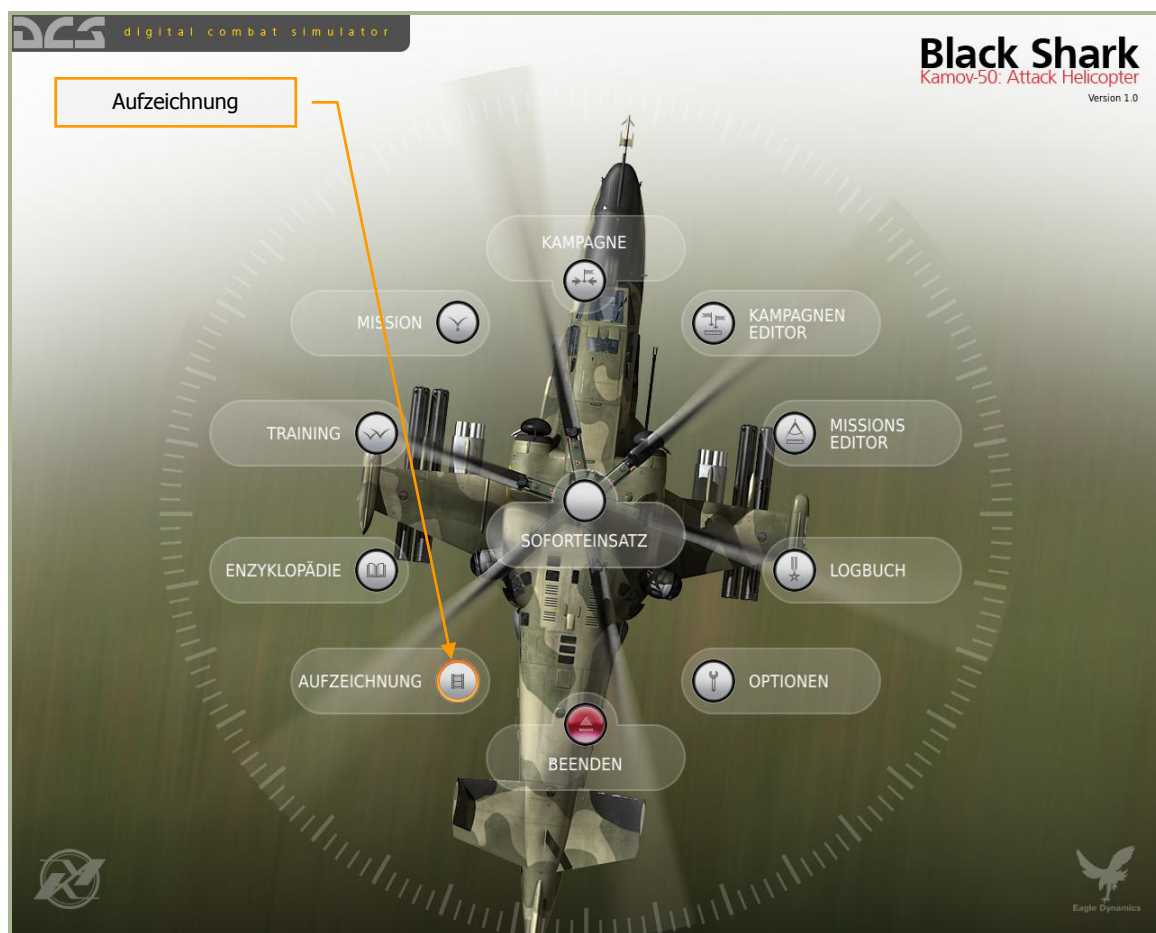 DCS digital combat simulator
Black Shark
Kamov-50: Attack Helicopter
Version 1.0
Aufzeichnung
KAMPAGNE
MISSION
KAMPAGNEN
EDITOR
TRAINING
MISSIONS
EDITOR
SOFORTEINSATZ
ENZYKLOPÄDIE
LOGBUCH
AUFZEICHNUNG
OPTIONEN
BEENDEN
Eagle Dynamics